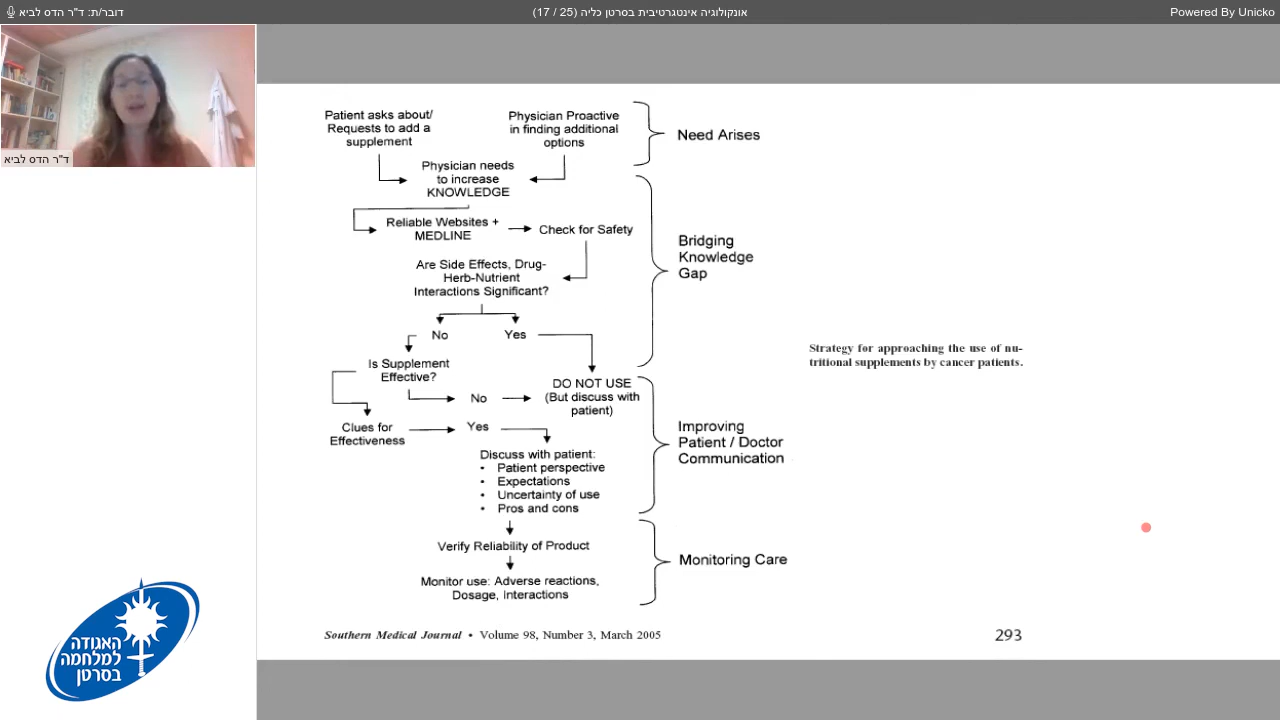 דובר/ת: ד"ר הדס לביא
אונקולוגיה אינטגרטיבית בסרטן כליה (25 / 17)
Powered By Unicko
ד"ר הדס לביא
Patient asks about/
Requests to add a
supplement
Physician Proactive
in finding additional
options
Need Arises
Physician needs
to increase
KNOWLEDGE
Reliable Websites +
MEDLINE
Check for Safety
Are Side Effects, Drug-
Herb-Nutrient
Interactions Significant?
Bridging
Knowledge
Gap
No
Yes
Is Supplement
Effective?
No
DO NOT USE
(But discuss with
patient)
Clues for
Effectiveness
Yes
Discuss with patient:
• Patient perspective
• Expectations
• Uncertainty of use
• Pros and cons
Improving
Patient / Doctor
Communication
Verify Reliability of Product
Monitor use: Adverse reactions,
Dosage, Interactions
Monitoring Care
Strategy for approaching the use of nu-
tritional supplements by cancer patients.
Southern Medical Journal • Volume 98, Number 3, March 2005
293
האגודה
למלחמה
בסרטן